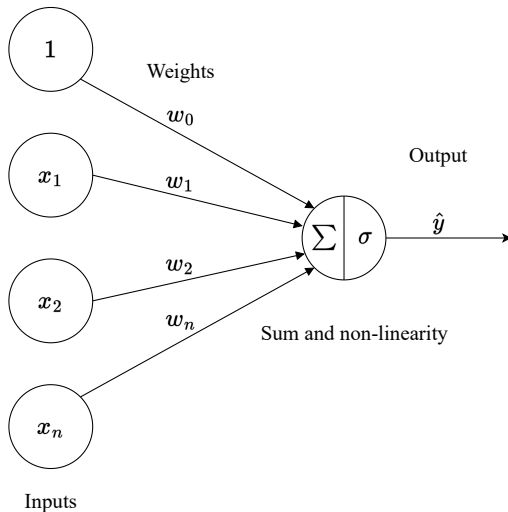 1
Weights
w₀
x₁
w₁
Output
∑ σ
ŷ
x₂
w₂
wₙ
Sum and non-linearity
xₙ
Inputs